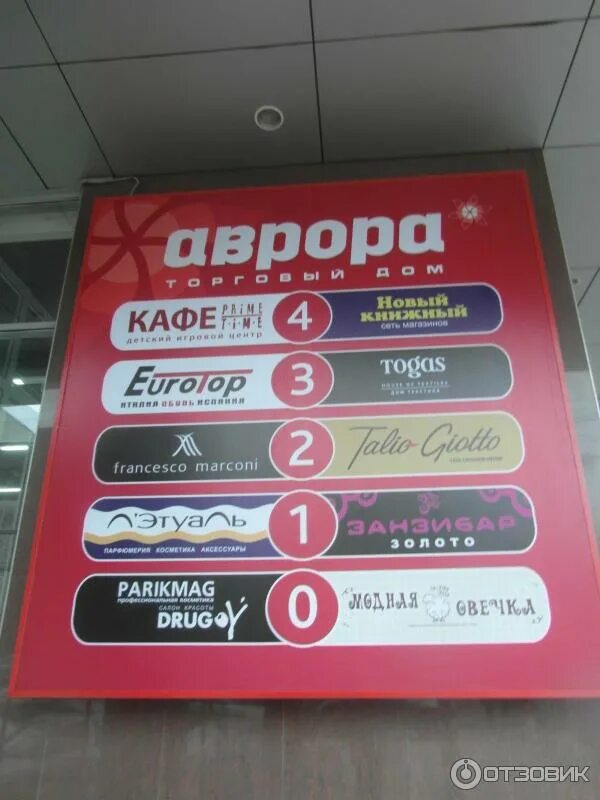 аврора
ТОРГОВЫЙ ДОМ
КАФЕ PRIME TIME
детский игровой центр
4
Новый книжный
сеть магазинов
EuroTop
ИТАЛИЯ ОБУВЬ ИСПАНИЯ
3
TOGAS
HOUSE OF TEXTILES
ДОМ ТЕКСТИЛЯ
francesco marconi
2
Talio Giotto
Л'Этуаль
ПАРФЮМЕРИЯ КОСМЕТИКА АКСЕССУАРЫ
1
ЗАНЗИБАР
ЗОЛОТО
PARIKMAG
профессиональная косметика
САЛОН КРАСОТЫ
DRUGOY
0
МОДНАЯ ОВЕЧКА
ОТЗОВИК